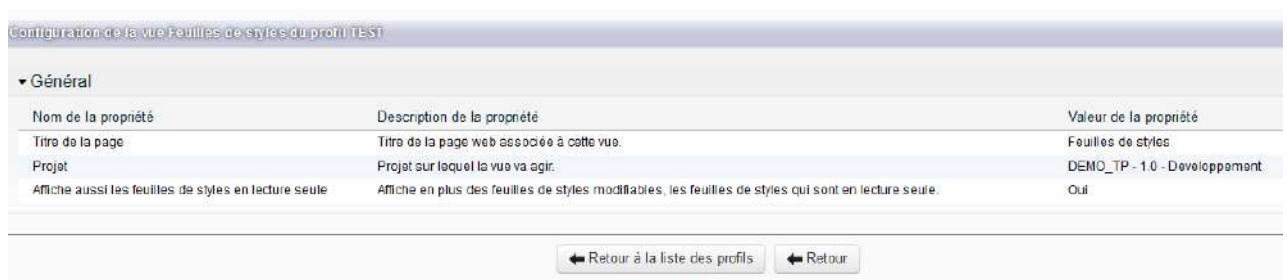 Configuration de la vue Feuilles de styles du profil TEST
Général
Nom de la propriété Description de la propriété Valeur de la propriété
Titre de la page Titre de la page web associée à cette vue. Feuilles de styles
Projet Projet sur lequel la vue va agir. DEMO_TP - 1.0 - Developpement
Affiche aussi les feuilles de styles en lecture seule Affiche en plus des feuilles de styles modifiables, les feuilles de styles qui sont en lecture seule. Oui
Retour à la liste des profils Retour